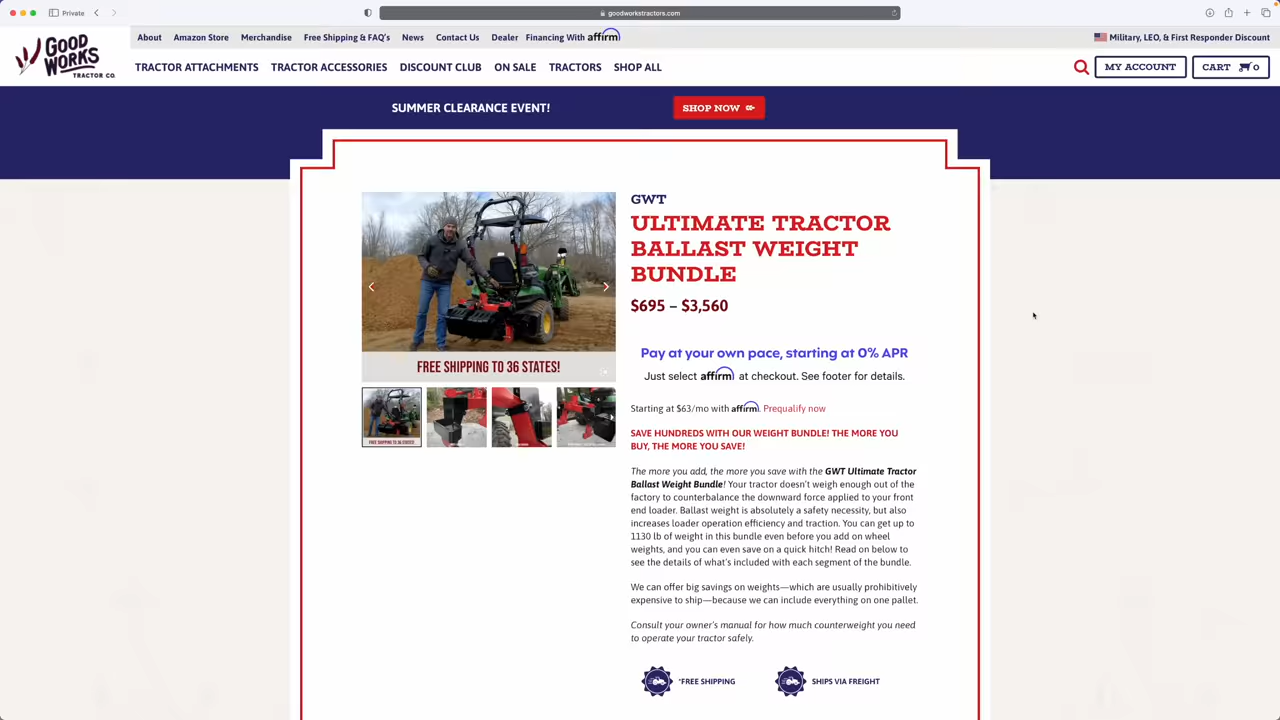 Private
goodworkstractors.com
GOOD WORKS
TRACTOR CO.
About Amazon Store Merchandise Free Shipping & FAQ's News Contact Us Dealer Financing With affirm
Military, LEO, & First Responder Discount
TRACTOR ATTACHMENTS TRACTOR ACCESSORIES DISCOUNT CLUB ON SALE TRACTORS SHOP ALL
MY ACCOUNT
CART 0
SUMMER CLEARANCE EVENT!
SHOP NOW
FREE SHIPPING TO 36 STATES!
FREE SHIPPING TO 36 STATES!
GWT
ULTIMATE TRACTOR
BALLAST WEIGHT
BUNDLE
$695 – $3,560
Pay at your own pace, starting at 0% APR
Just select affirm at checkout. See footer for details.
Starting at $63/mo with affirm. Prequalify now
SAVE HUNDREDS WITH OUR WEIGHT BUNDLE! THE MORE YOU
BUY, THE MORE YOU SAVE!
The more you add, the more you save with the GWT Ultimate Tractor
Ballast Weight Bundle! Your tractor doesn't weigh enough out of the
factory to counterbalance the downward force applied to your front
end loader. Ballast weight is absolutely a safety necessity, but also
increases loader operation efficiency and traction. You can get up to
1130 lb of weight in this bundle even before you add on wheel
weights, and you can even save on a quick hitch! Read on below to
see the details of what's included with each segment of the bundle.
We can offer big savings on weights—which are usually prohibitively
expensive to ship—because we can include everything on one pallet.
Consult your owner's manual for how much counterweight you need
to operate your tractor safely.
*FREE SHIPPING
SHIPS VIA FREIGHT